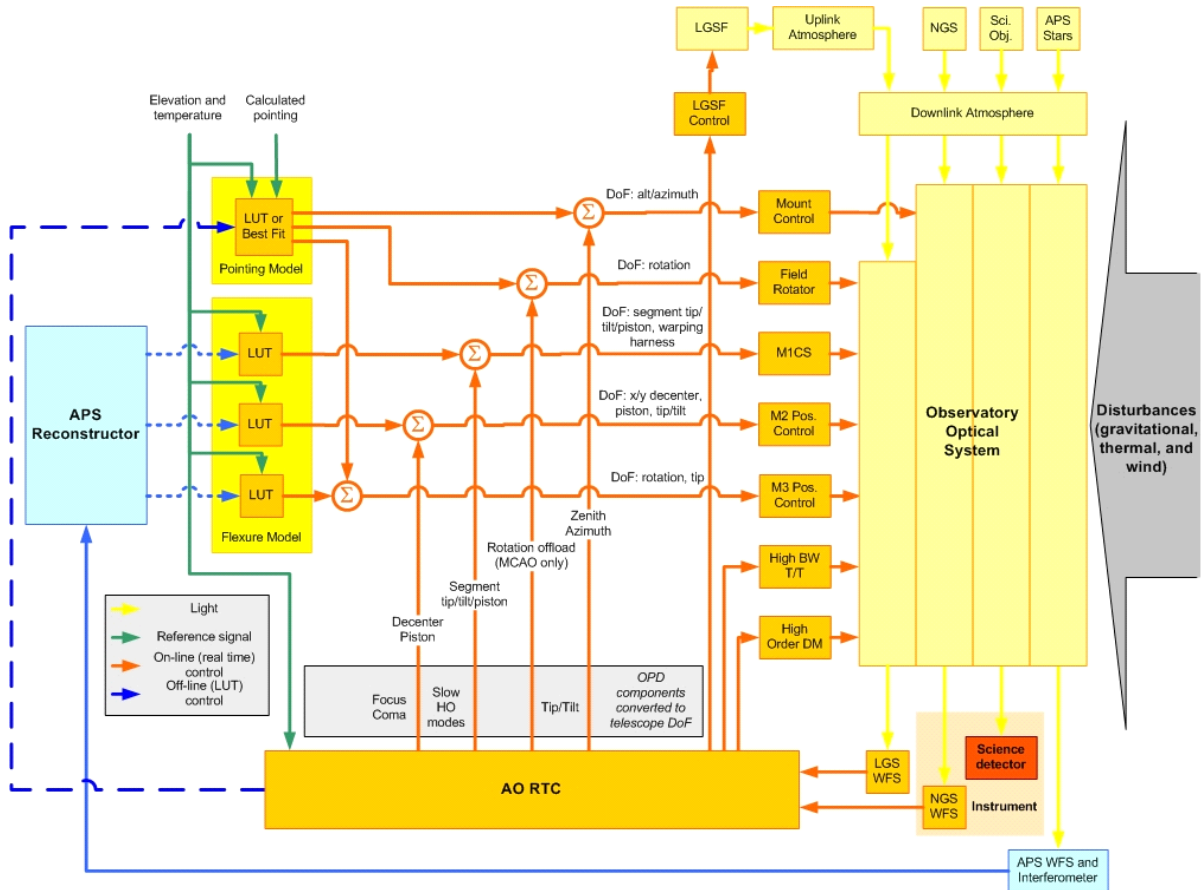 LGSF
Uplink
Atmosphere
NGS
Sci.
Obj.
APS
Stars
Elevation and
temperature
Calculated
pointing
LGSF
Control
Downlink Atmosphere
DoF: alt/azimuth
LUT or
Best Fit
Pointing Model
Σ
Mount
Control
DoF: rotation
Σ
Field
Rotator
DoF: segment tip/
tilt/piston, warping
harness
LUT
Σ
M1CS
APS
Reconstructor
DoF: x/y decenter,
piston, tip/tilt
LUT
Σ
M2 Pos.
Control
Observatory
Optical
System
Disturbances
(gravitational,
thermal, and
wind)
DoF: rotation, tip
LUT
Σ
M3 Pos.
Control
Flexure Model
Zenith
Azimuth
Rotation offload
(MCAO only)
High BW
T/T
Segment
tip/tilt/piston
Decenter
Piston
High
Order DM
Light
Reference signal
On-line (real time)
control
Off-line (LUT)
control
Focus
Coma
Slow
HO
modes
Tip/Tilt
OPD
components
converted to
telescope DoF
AO RTC
LGS
WFS
Science
detector
NGS
WFS
Instrument
APS WFS and
Interferometer